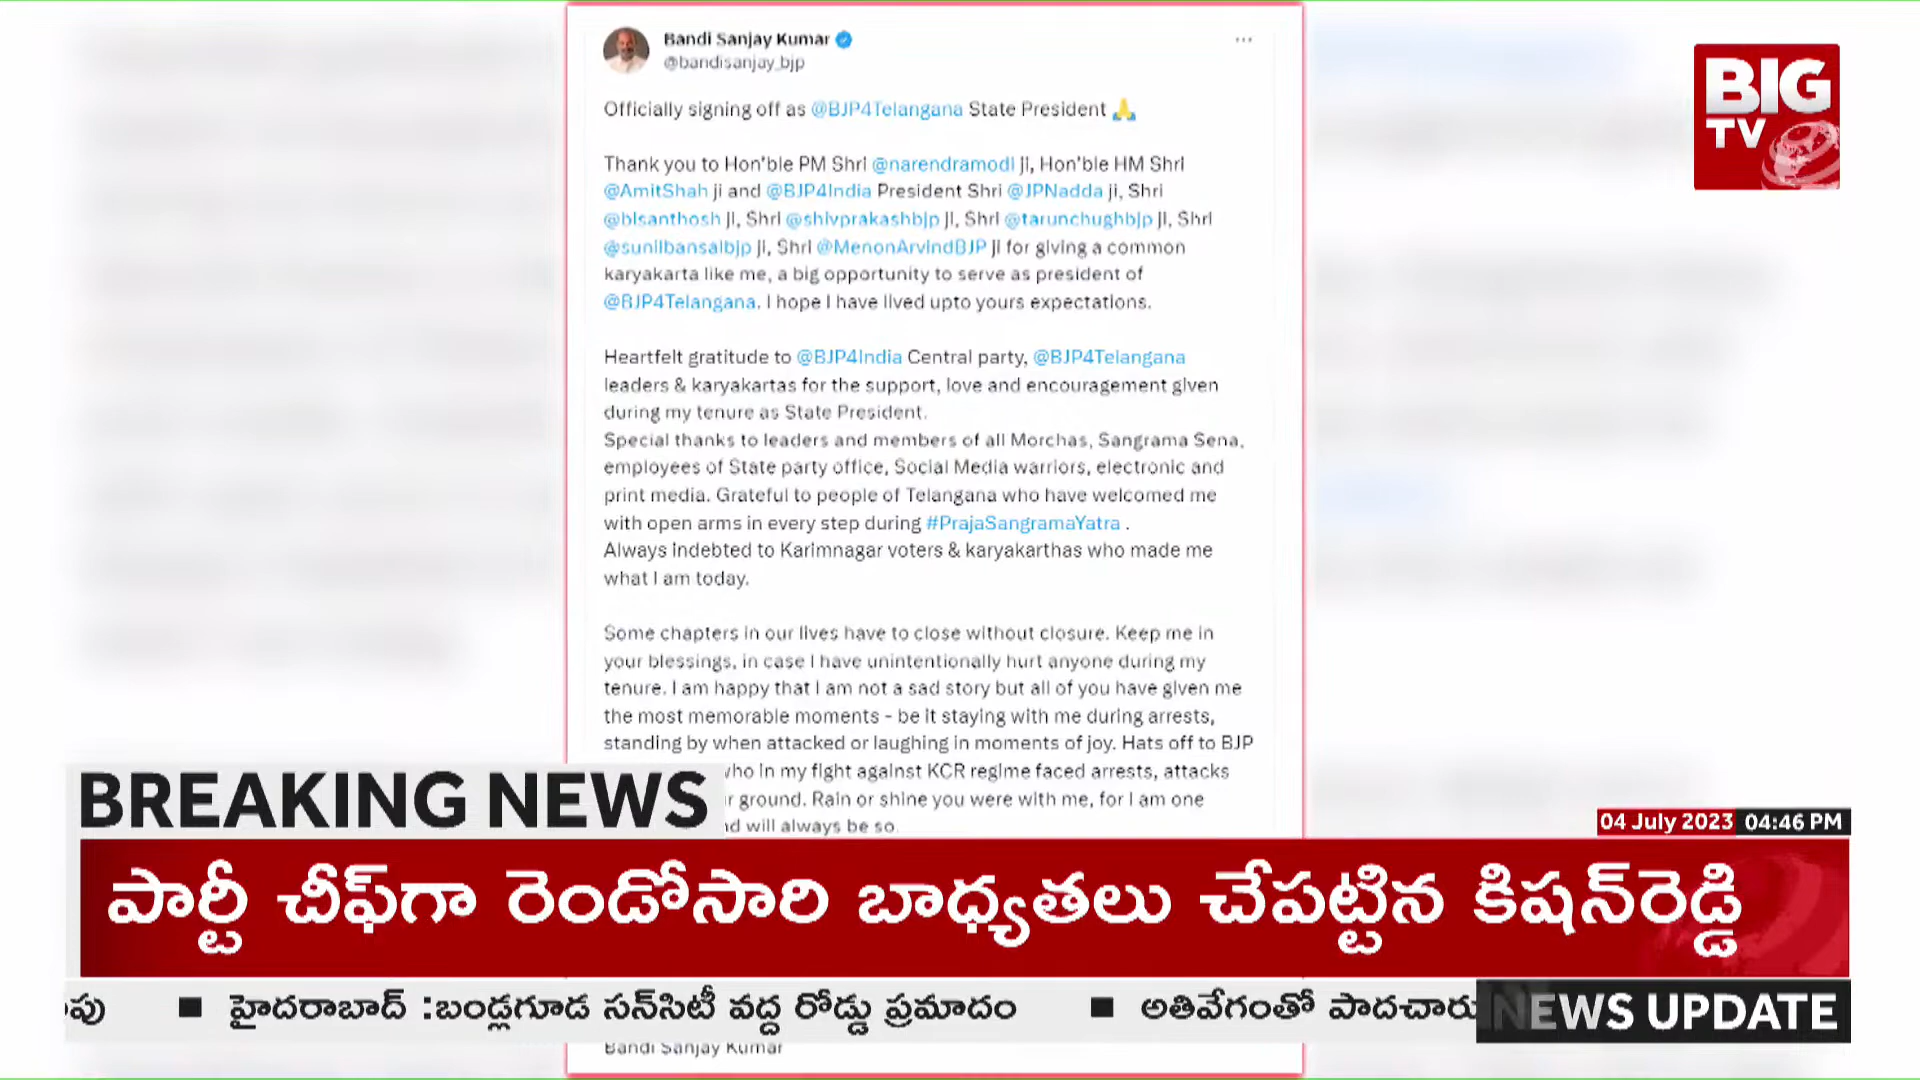 Bandi Sanjay Kumar
@bandisanjay_bjp
Officially signing off as @BJP4Telangana State President 🙏
Thank you to Hon'ble PM Shri @narendramodi ji, Hon'ble HM Shri
@AmitShah ji and @BJP4India President Shri @JPNadda ji, Shri
@blsanthosh ji, Shri @shivprakashbjp ji, Shri @tarunchughbjp ji, Shri
@sunilbansalbjp ji, Shri @MenonArvindBJP ji for giving a common
karyakarta like me, a big opportunity to serve as president of
@BJP4Telangana. I hope I have lived upto yours expectations.
Heartfelt gratitude to @BJP4India Central party, @BJP4Telangana
leaders & karyakartas for the support, love and encouragement given
during my tenure as State President.
Special thanks to leaders and members of all Morchas, Sangrama Sena,
employees of State party office, Social Media warriors, electronic and
print media. Grateful to people of Telangana who have welcomed me
with open arms in every step during #PrajaSangramaYatra .
Always indebted to Karimnagar voters & karyakarthas who made me
what I am today.
Some chapters in our lives have to close without closure. Keep me in
your blessings, in case I have unintentionally hurt anyone during my
tenure. I am happy that I am not a sad story but all of you have given me
the most memorable moments - be it staying with me during arrests,
standing by when attacked or laughing in moments of joy. Hats off to BJP
who in my fight against KCR regime faced arrests, attacks
ground. Rain or shine you were with me, for I am one
will always be so.
Bandi Sanjay Kumar
BIG
TV
BREAKING NEWS
04 July 2023 04:46 PM
పార్టీ చీఫ్‌గా రెండోసారి బాధ్యతలు చేపట్టిన కిషన్‌రెడ్డి
■ హైదరాబాద్ :బండ్లగూడ సన్‌సిటీ వద్ద రోడ్డు ప్రమాదం ■ అతివేగంతో పాదచారు
NEWS UPDATE